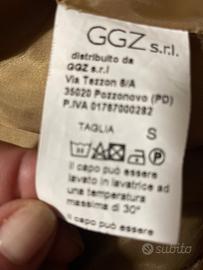 GGZ s.r.l.
distribuito da
GGZ s.r.l
Via Tezzon 6/A
35020 Pozzonovo (PD)
P.IVA 01767000282
TAGLIA S
Il capo può essere
lavato in lavatrice ad
una temperatura
massima di 30°
Il capo può essere
subito